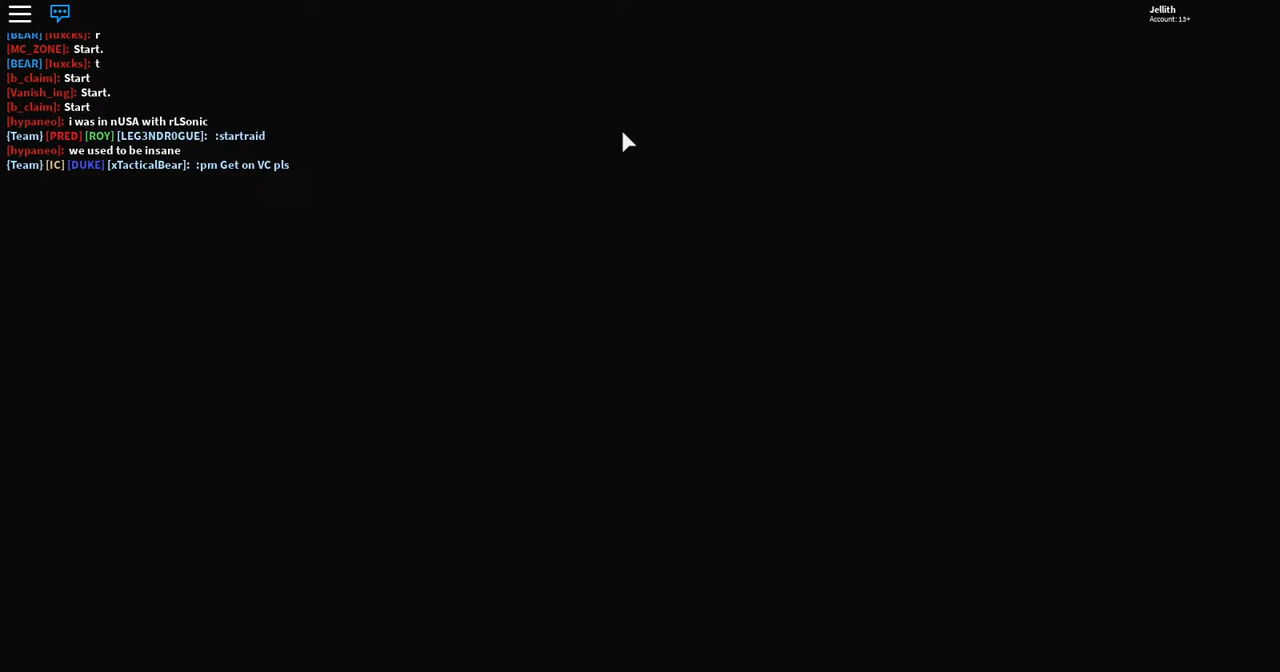 Jellith
Account: 13+
[BEAR] [luxcks]: r
[MC_ZONE]: Start.
[BEAR] [luxcks]: t
[b_claim]: Start
[Vanish_ing]: Start.
[b_claim]: Start
[hypaneo]: i was in nUSA with rLSonic
{Team} [PRED] [ROY] [LEG3NDR0GUE]: :startraid
[hypaneo]: we used to be insane
{Team} [IC] [DUKE] [xTacticalBear]: :pm Get on VC pls